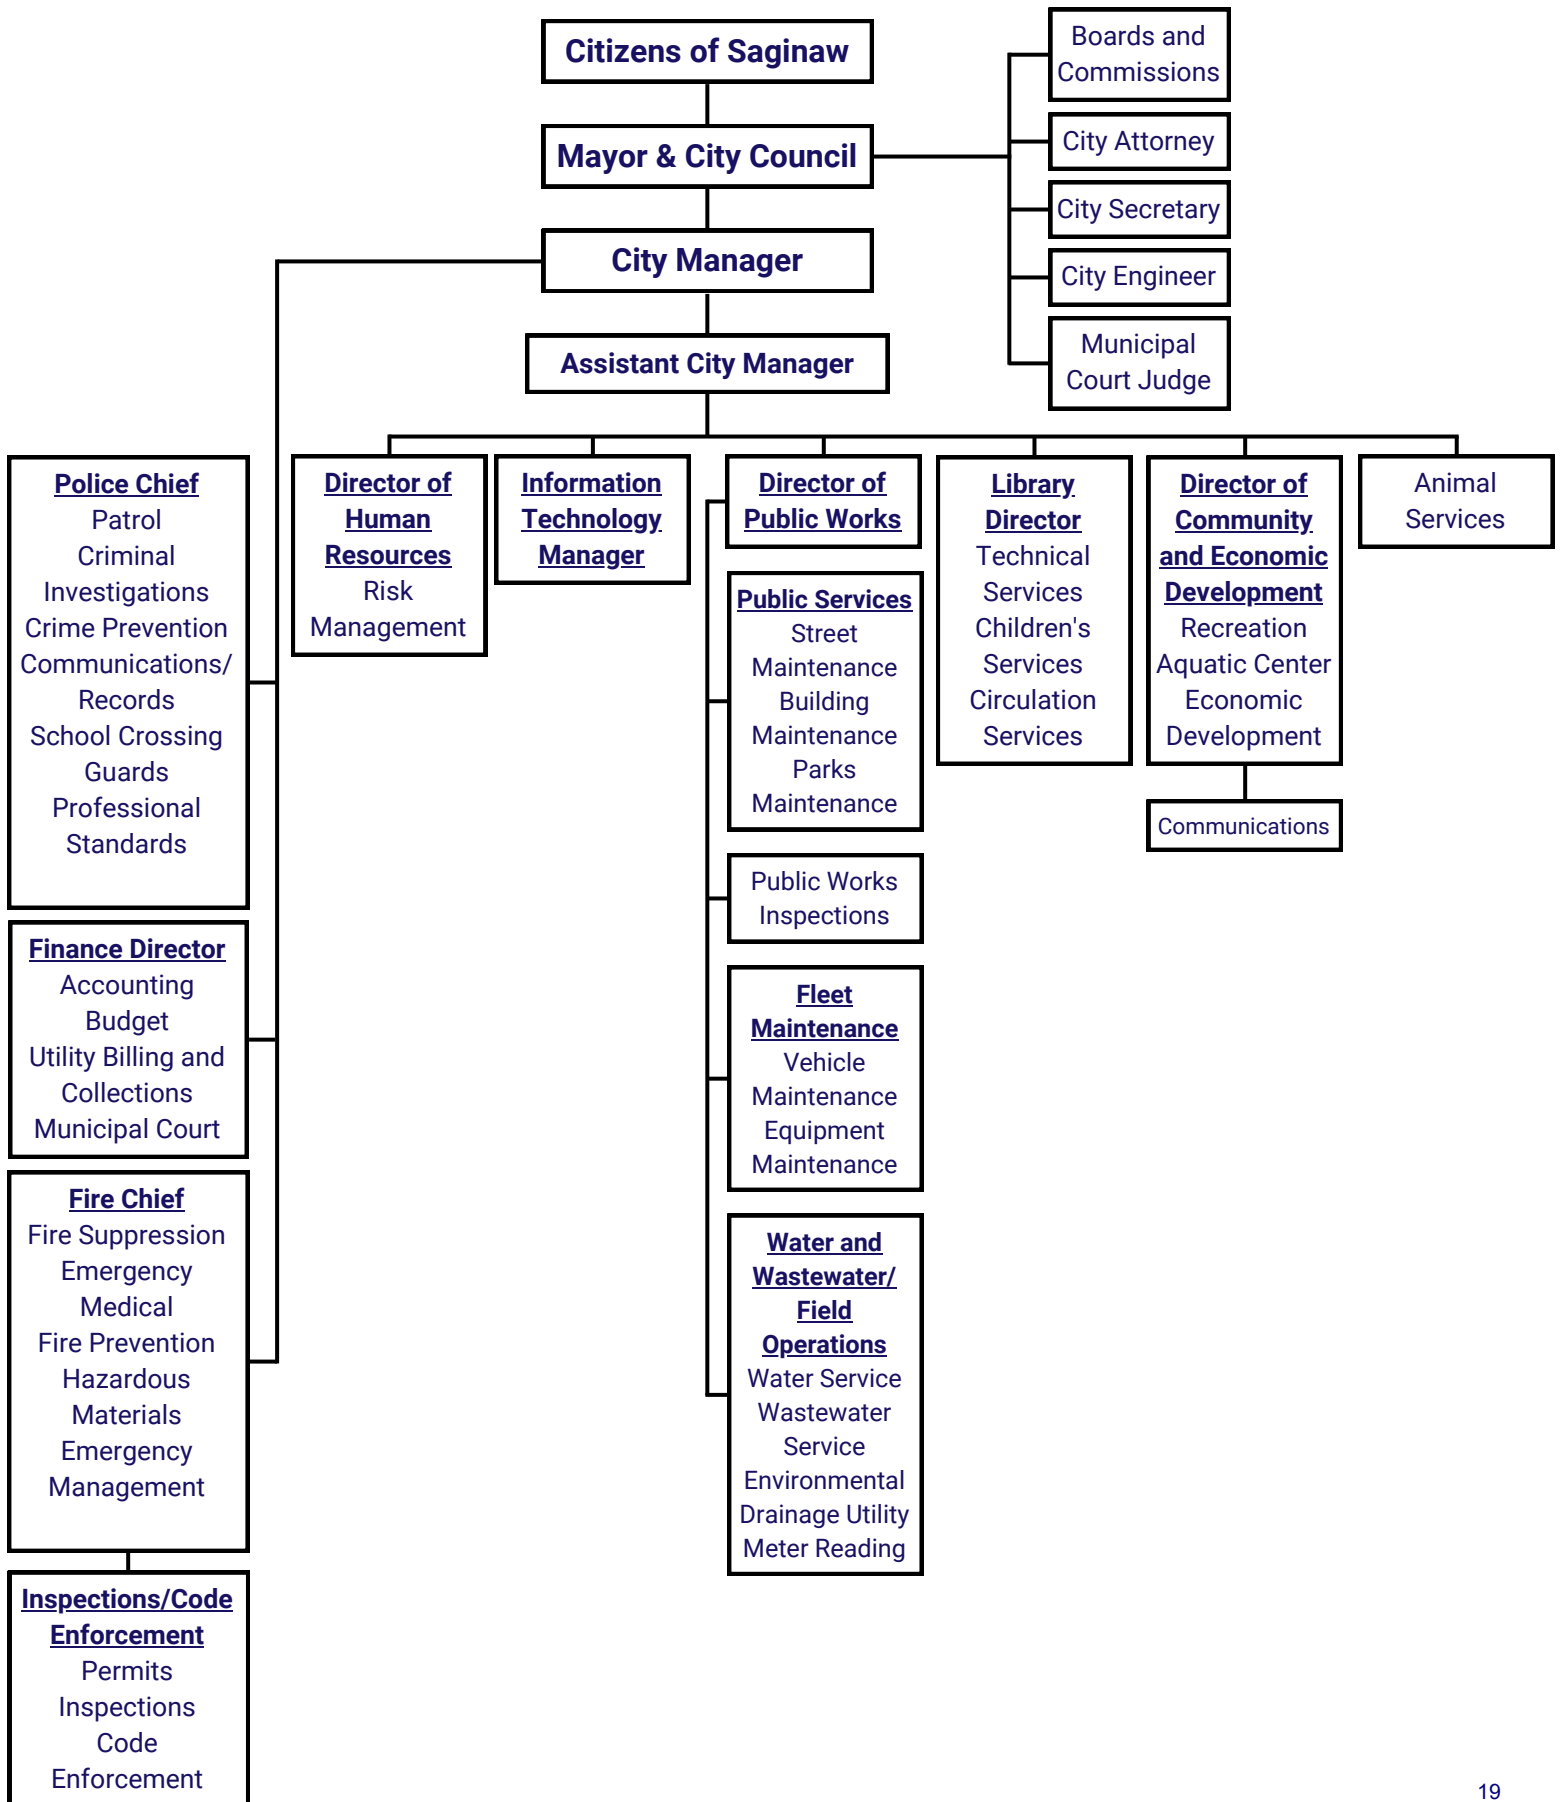 Citizens of Saginaw
Mayor & City Council
City Manager
Assistant City Manager
Boards and
Commissions
City Attorney
City Secretary
City Engineer
Municipal
Court Judge
Police Chief
Patrol
Criminal
Investigations
Crime Prevention
Communications/
Records
School Crossing
Guards
Professional
Standards
Finance Director
Accounting
Budget
Utility Billing and
Collections
Municipal Court
Fire Chief
Fire Suppression
Emergency
Medical
Fire Prevention
Hazardous
Materials
Emergency
Management
Inspections/Code
Enforcement
Permits
Inspections
Code
Enforcement
Director of
Human
Resources
Risk
Management
Information
Technology
Manager
Director of
Public Works
Public Services
Street
Maintenance
Building
Maintenance
Parks
Maintenance
Public Works
Inspections
Fleet
Maintenance
Vehicle
Maintenance
Equipment
Maintenance
Water and
Wastewater/
Field
Operations
Water Service
Wastewater
Service
Environmental
Drainage Utility
Meter Reading
Library
Director
Technical
Services
Children's
Services
Circulation
Services
Director of
Community
and Economic
Development
Recreation
Aquatic Center
Economic
Development
Communications
Animal
Services
19